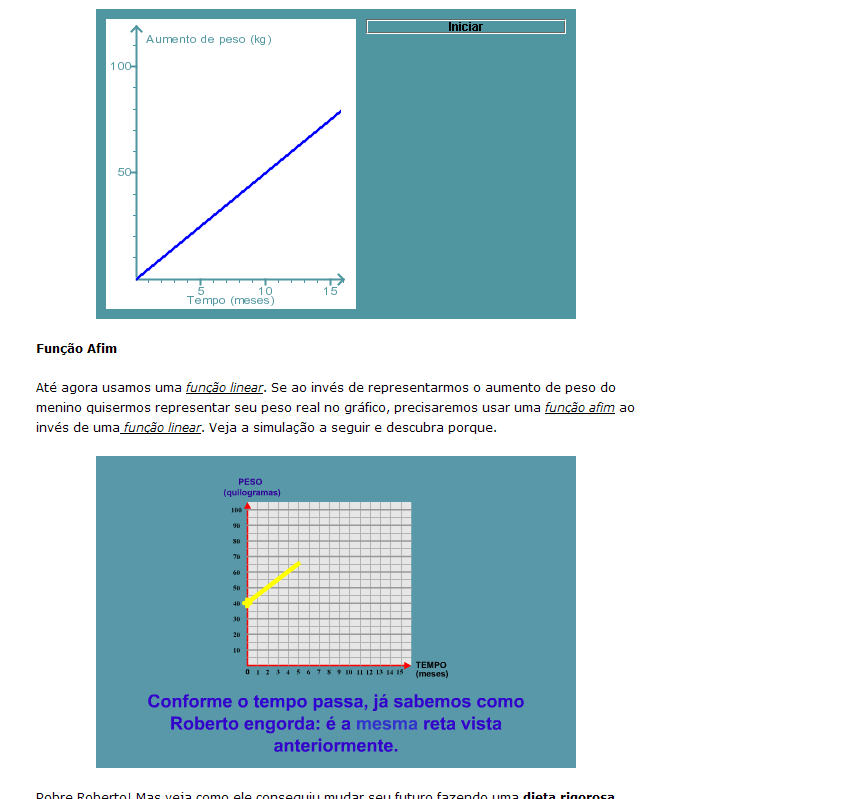 Iniciar
Aumento de peso (kg)
100
50
5 10 15
Tempo (meses)
Função Afim
Até agora usamos uma função linear. Se ao invés de representarmos o aumento de peso do
menino quisermos representar seu peso real no gráfico, precisaremos usar uma função afim ao
invés de uma função linear. Veja a simulação a seguir e descubra porque.
PESO
(quilogramas)
100
90
80
70
60
50
40
30
20
10
0 1 2 3 4 5 6 7 8 9 10 11 12 13 14 15
TEMPO
(meses)
Conforme o tempo passa, já sabemos como
Roberto engorda: é a mesma reta vista
anteriormente.
Pobre Roberto! Mas veja como ele conseguiu mudar seu futuro fazendo uma dieta rigorosa